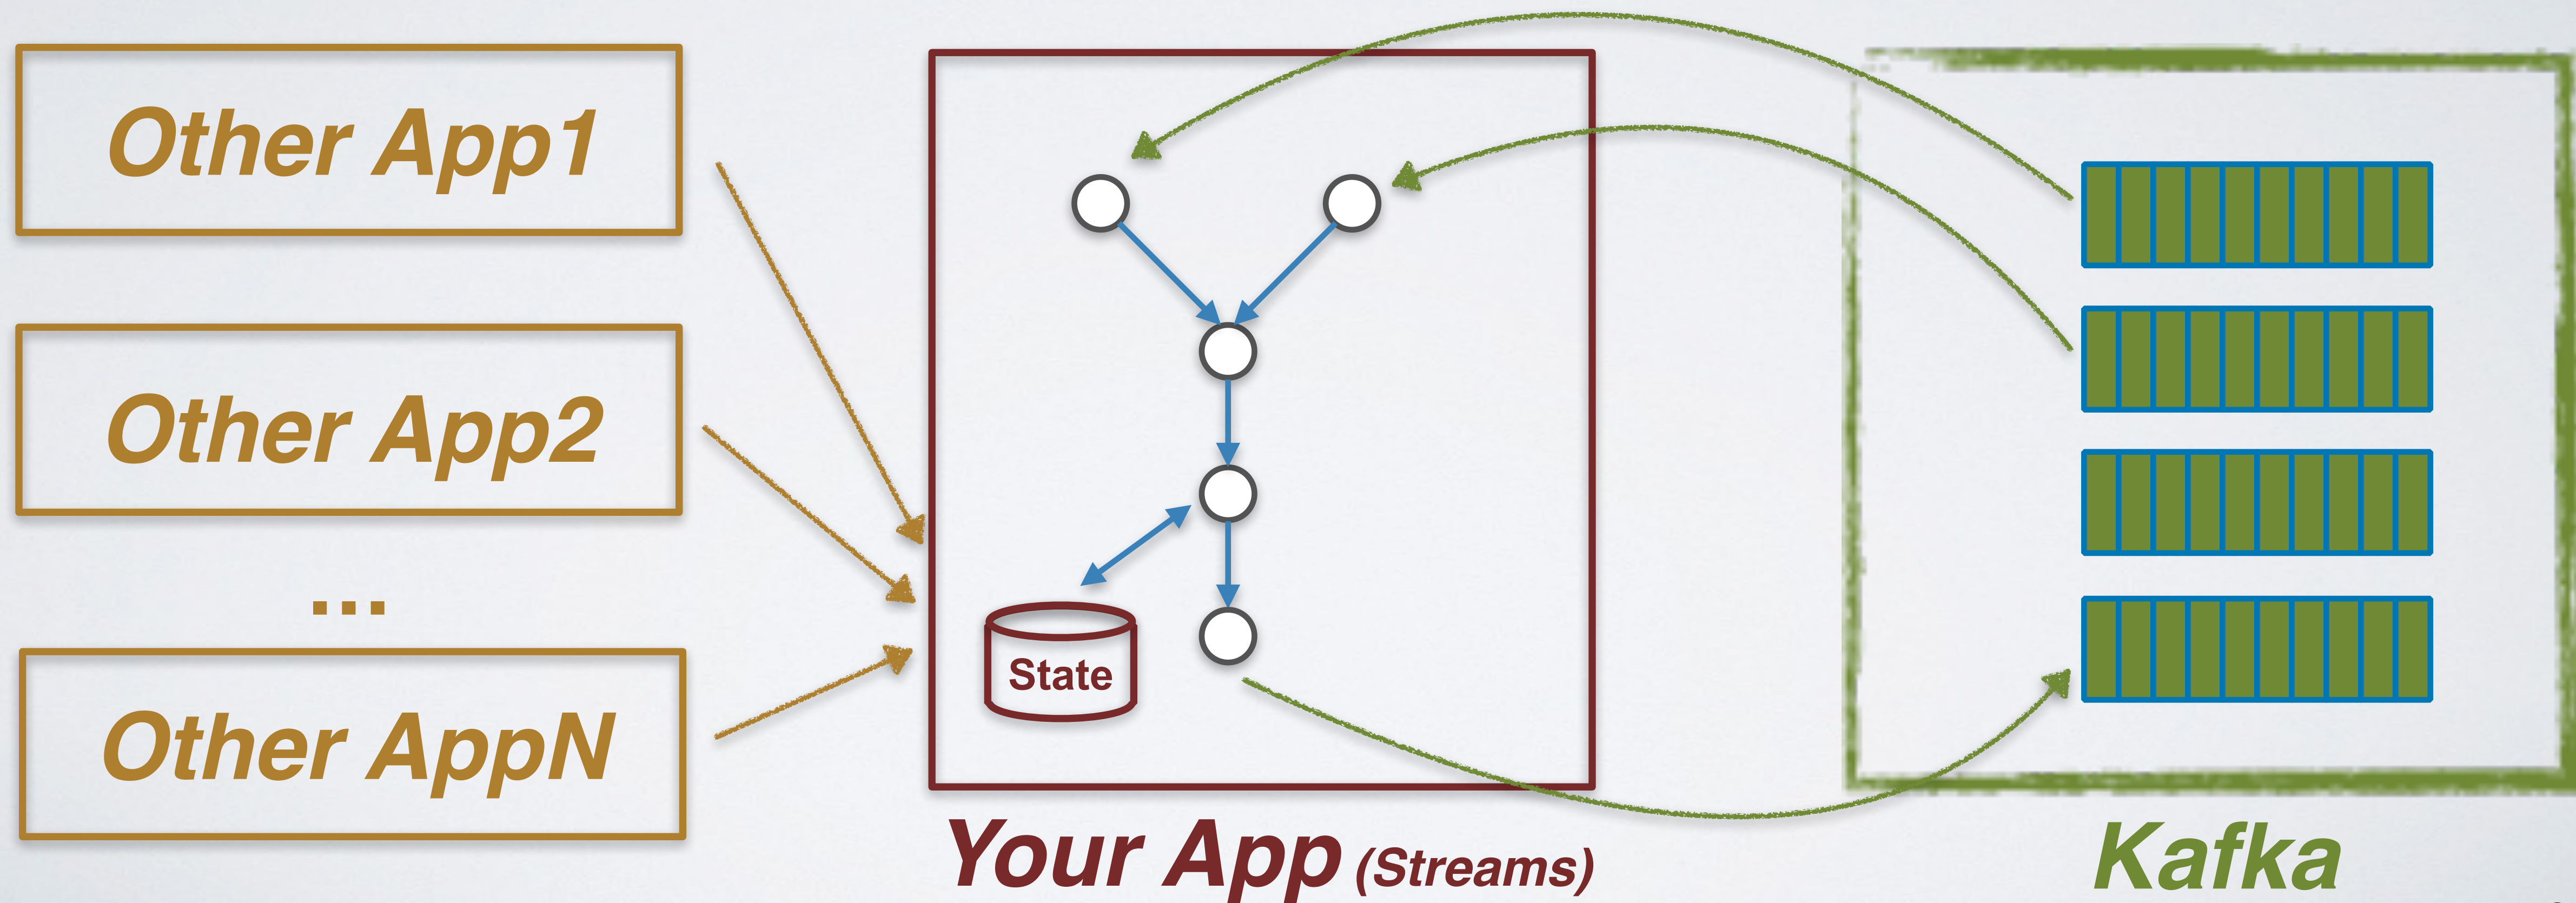 Other App1
Other App2
...
Other AppN
State
Your App (Streams)
Kafka